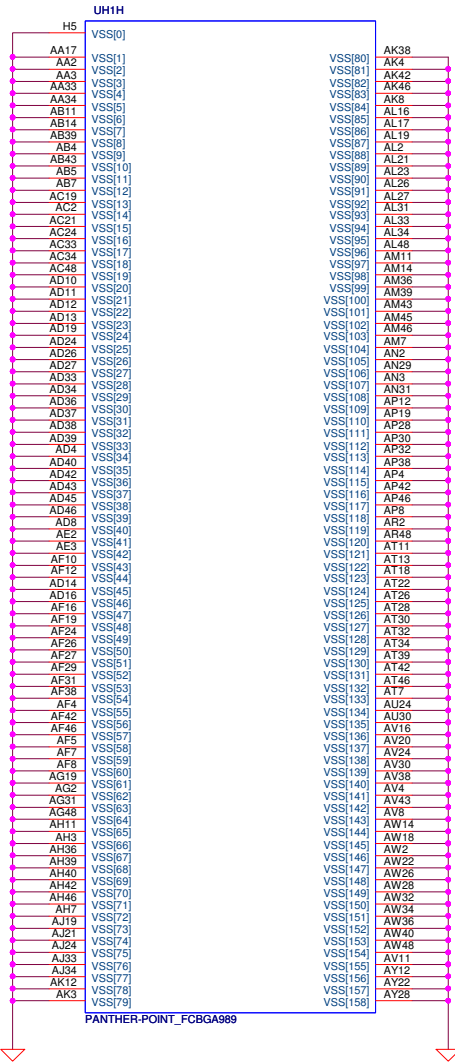 UH1H
H5 VSS[0]
AA17 VSS[1] VSS[80] AK38
AA2 VSS[2] VSS[81] AK4
AA3 VSS[3] VSS[82] AK42
AA33 VSS[4] VSS[83] AK46
AA34 VSS[5] VSS[84] AK8
AB11 VSS[6] VSS[85] AL16
AB14 VSS[7] VSS[86] AL17
AB39 VSS[8] VSS[87] AL19
AB4 VSS[9] VSS[88] AL2
AB43 VSS[10] VSS[89] AL21
AB5 VSS[11] VSS[90] AL23
AB7 VSS[12] VSS[91] AL26
AC19 VSS[13] VSS[92] AL27
AC2 VSS[14] VSS[93] AL31
AC21 VSS[15] VSS[94] AL33
AC24 VSS[16] VSS[95] AL34
AC33 VSS[17] VSS[96] AL48
AC34 VSS[18] VSS[97] AM11
AC48 VSS[19] VSS[98] AM14
AD10 VSS[20] VSS[99] AM36
AD11 VSS[21] VSS[100] AM39
AD12 VSS[22] VSS[101] AM43
AD13 VSS[23] VSS[102] AM45
AD19 VSS[24] VSS[103] AM46
AD24 VSS[25] VSS[104] AM7
AD26 VSS[26] VSS[105] AN2
AD27 VSS[27] VSS[106] AN29
AD33 VSS[28] VSS[107] AN3
AD34 VSS[29] VSS[108] AN31
AD36 VSS[30] VSS[109] AP12
AD37 VSS[31] VSS[110] AP19
AD38 VSS[32] VSS[111] AP28
AD39 VSS[33] VSS[112] AP30
AD4 VSS[34] VSS[113] AP32
AD40 VSS[35] VSS[114] AP38
AD42 VSS[36] VSS[115] AP4
AD43 VSS[37] VSS[116] AP42
AD45 VSS[38] VSS[117] AP46
AD46 VSS[39] VSS[118] AP8
AD8 VSS[40] VSS[119] AR2
AE2 VSS[41] VSS[120] AR48
AE3 VSS[42] VSS[121] AT11
AF10 VSS[43] VSS[122] AT13
AF12 VSS[44] VSS[123] AT18
AD14 VSS[45] VSS[124] AT22
AD16 VSS[46] VSS[125] AT26
AF16 VSS[47] VSS[126] AT28
AF19 VSS[48] VSS[127] AT30
AF24 VSS[49] VSS[128] AT32
AF26 VSS[50] VSS[129] AT34
AF27 VSS[51] VSS[130] AT39
AF29 VSS[52] VSS[131] AT42
AF31 VSS[53] VSS[132] AT46
AF38 VSS[54] VSS[133] AT7
AF4 VSS[55] VSS[134] AU24
AF42 VSS[56] VSS[135] AU30
AF46 VSS[57] VSS[136] AV16
AF5 VSS[58] VSS[137] AV20
AF7 VSS[59] VSS[138] AV24
AF8 VSS[60] VSS[139] AV30
AG19 VSS[61] VSS[140] AV38
AG2 VSS[62] VSS[141] AV4
AG31 VSS[63] VSS[142] AV43
AG48 VSS[64] VSS[143] AV8
AH11 VSS[65] VSS[144] AW14
AH3 VSS[66] VSS[145] AW18
AH36 VSS[67] VSS[146] AW2
AH39 VSS[68] VSS[147] AW22
AH40 VSS[69] VSS[148] AW26
AH42 VSS[70] VSS[149] AW28
AH46 VSS[71] VSS[150] AW32
AH7 VSS[72] VSS[151] AW34
AJ19 VSS[73] VSS[152] AW36
AJ21 VSS[74] VSS[153] AW40
AJ24 VSS[75] VSS[154] AW48
AJ33 VSS[76] VSS[155] AV11
AJ34 VSS[77] VSS[156] AY12
AK12 VSS[78] VSS[157] AY22
AK3 VSS[79] VSS[158] AY28
PANTHER-POINT_FCBGA989